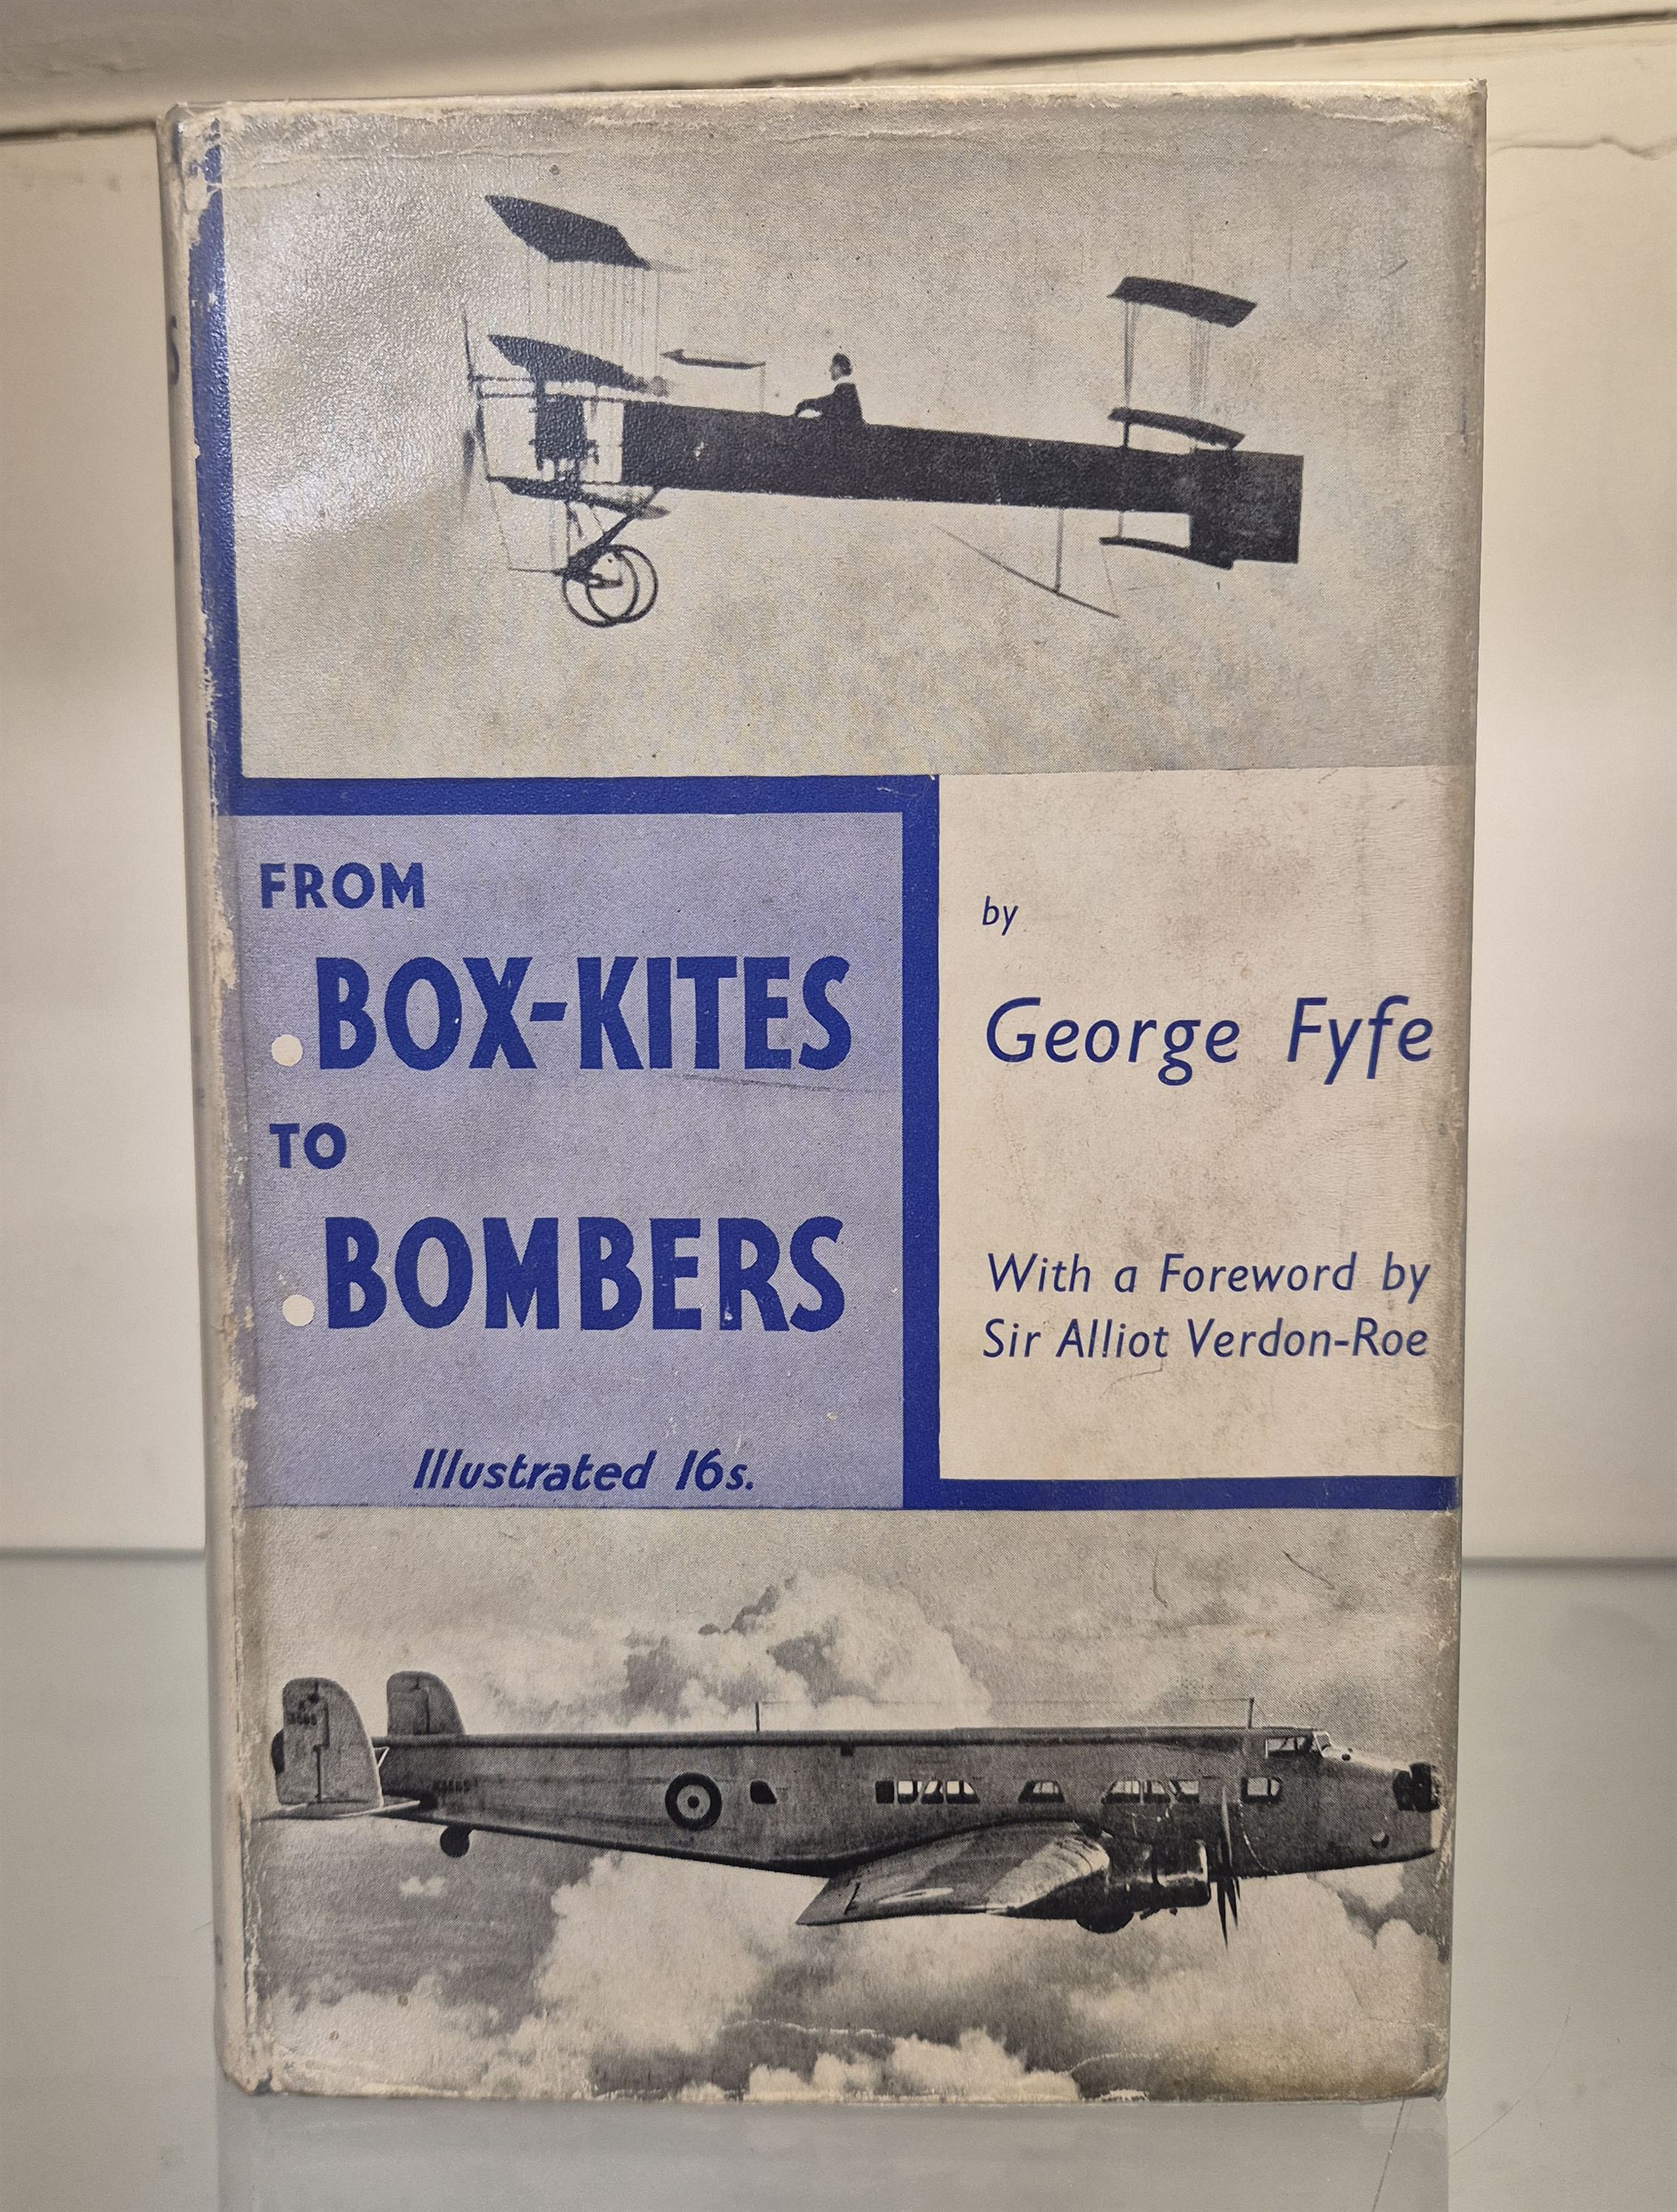 FROM
BOX-KITES
TO
BOMBERS
Illustrated 16s.
by
George Fyfe
With a Foreword by
Sir Alliot Verdon-Roe